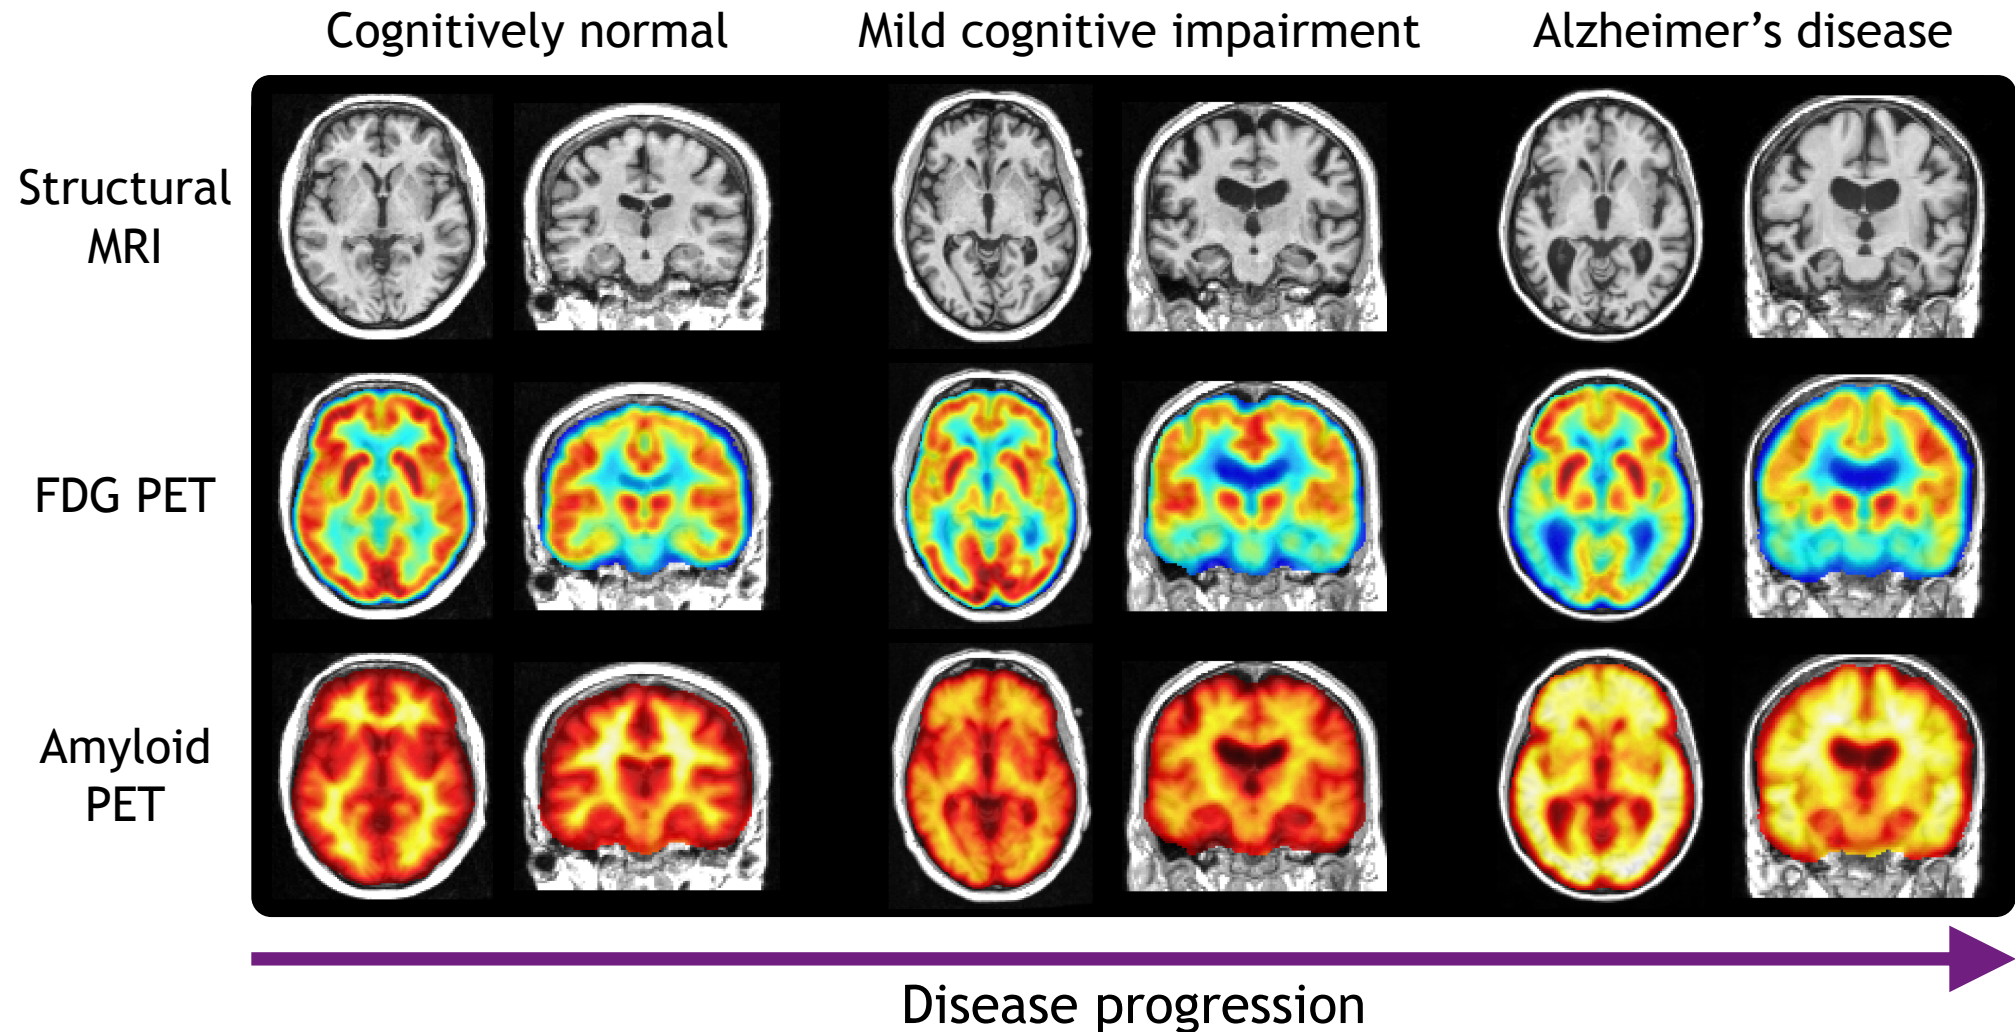 Cognitively normal
Mild cognitive impairment
Alzheimer’s disease
Structural
MRI
FDG PET
Amyloid
PET
Disease progression